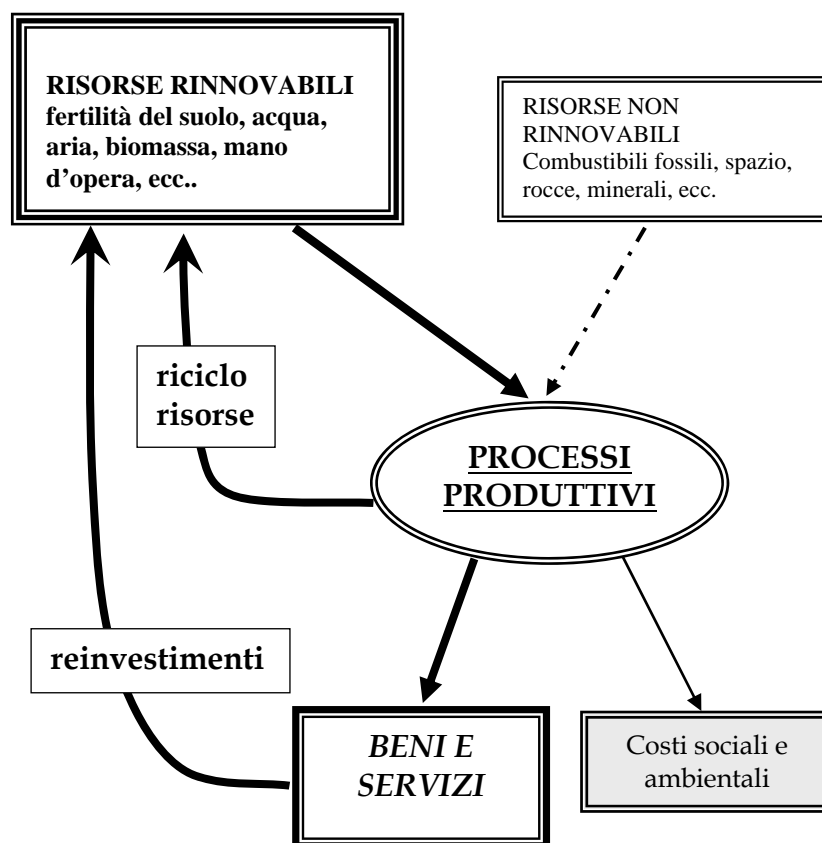 RISORSE RINNOVABILI
fertilità del suolo, acqua,
aria, biomassa, mano
d’opera, ecc..
RISORSE NON
RINNOVABILI
Combustibili fossili, spazio,
rocce, minerali, ecc.
riciclo
risorse
PROCESSI
PRODUTTIVI
reinvestimenti
BENI E
SERVIZI
Costi sociali e
ambientali